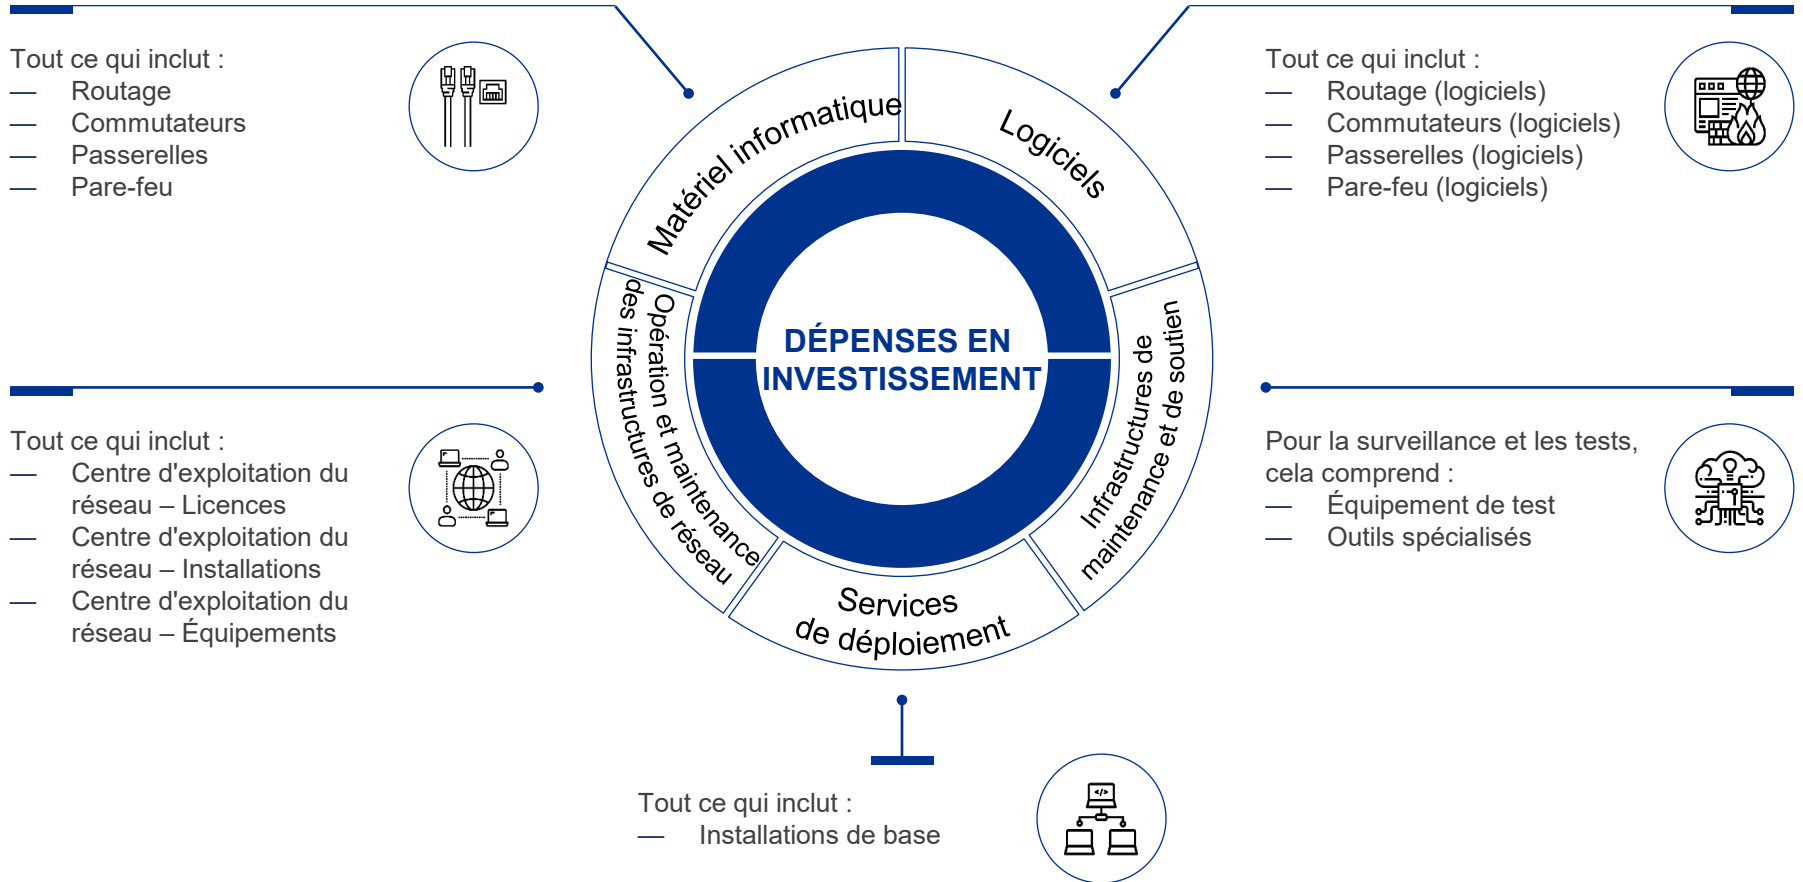 Tout ce qui inclut :
— Routage
— Commutateurs
— Passerelles
— Pare-feu
Matériel informatique
Logiciels
Tout ce qui inclut :
— Routage (logiciels)
— Commutateurs (logiciels)
— Passerelles (logiciels)
— Pare-feu (logiciels)
DÉPENSES EN
INVESTISSEMENT
Opération et maintenance
des infrastructures de réseau
Infrastructures de
maintenance et de soutien
Services
de déploiement
Tout ce qui inclut :
— Centre d'exploitation du
réseau – Licences
— Centre d'exploitation du
réseau – Installations
— Centre d'exploitation du
réseau – Équipements
Pour la surveillance et les tests,
cela comprend :
— Équipement de test
— Outils spécialisés
Tout ce qui inclut :
— Installations de base
</>